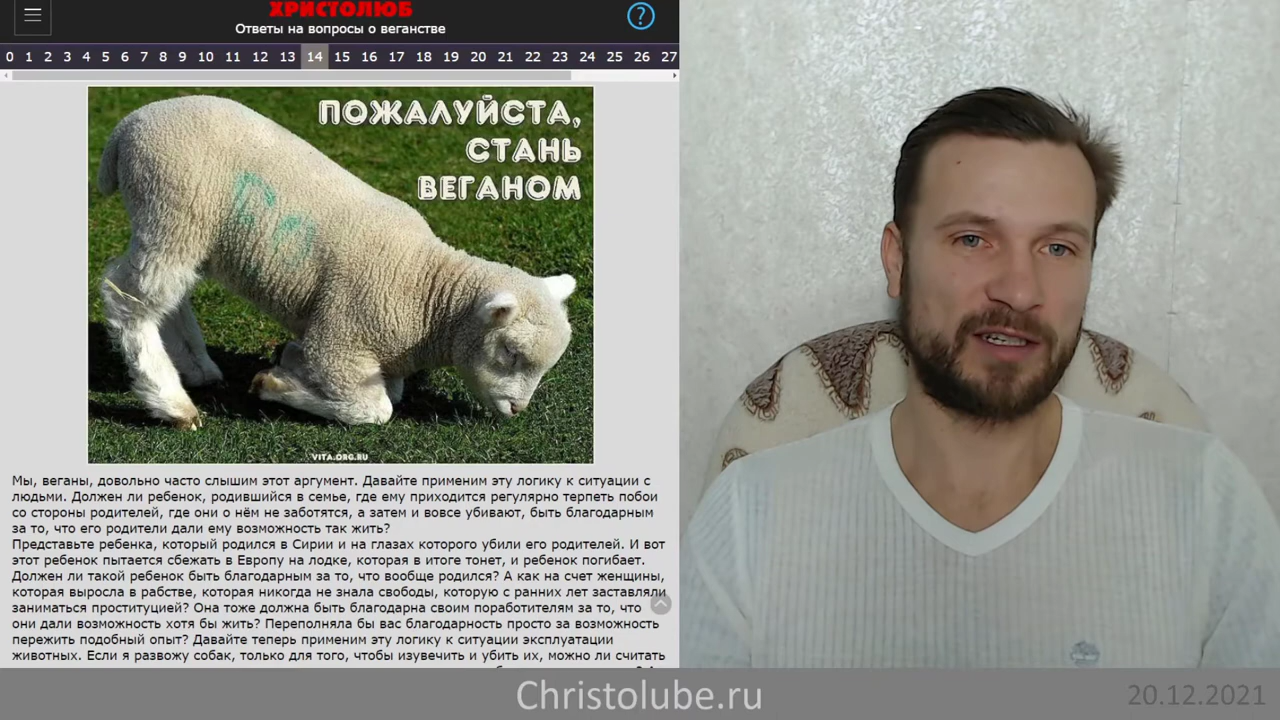 ХРИСТОЛЮБ
Ответы на вопросы о веганстве
?
0 1 2 3 4 5 6 7 8 9 10 11 12 13 14 15 16 17 18 19 20 21 22 23 24 25 26 27
ПОЖАЛУЙСТА,
СТАНЬ
ВЕГАНОМ
VITA.ORG.RU
Мы, веганы, довольно часто слышим этот аргумент. Давайте применим эту логику к ситуации с
людьми. Должен ли ребенок, родившийся в семье, где ему приходится регулярно терпеть побои
со стороны родителей, где они о нём не заботятся, а затем и вовсе убивают, быть благодарным
за то, что его родители дали ему возможность так жить?
Представьте ребенка, который родился в Сирии и на глазах которого убили его родителей. И вот
этот ребенок пытается сбежать в Европу на лодке, которая в итоге тонет, и ребенок погибает.
Должен ли такой ребенок быть благодарным за то, что вообще родился? А как на счет женщины,
которая выросла в рабстве, которая никогда не знала свободы, которую с ранних лет заставляли
заниматься проституцией? Она тоже должна быть благодарна своим поработителям за то, что
они дали возможность хотя бы жить? Переполняла бы вас благодарность просто за возможность
пережить подобный опыт? Давайте теперь применим эту логику к ситуации эксплуатации
животных. Если я развожу собак, только для того, чтобы изувечить и убить их, можно ли считать
Christolube.ru
20.12.2021